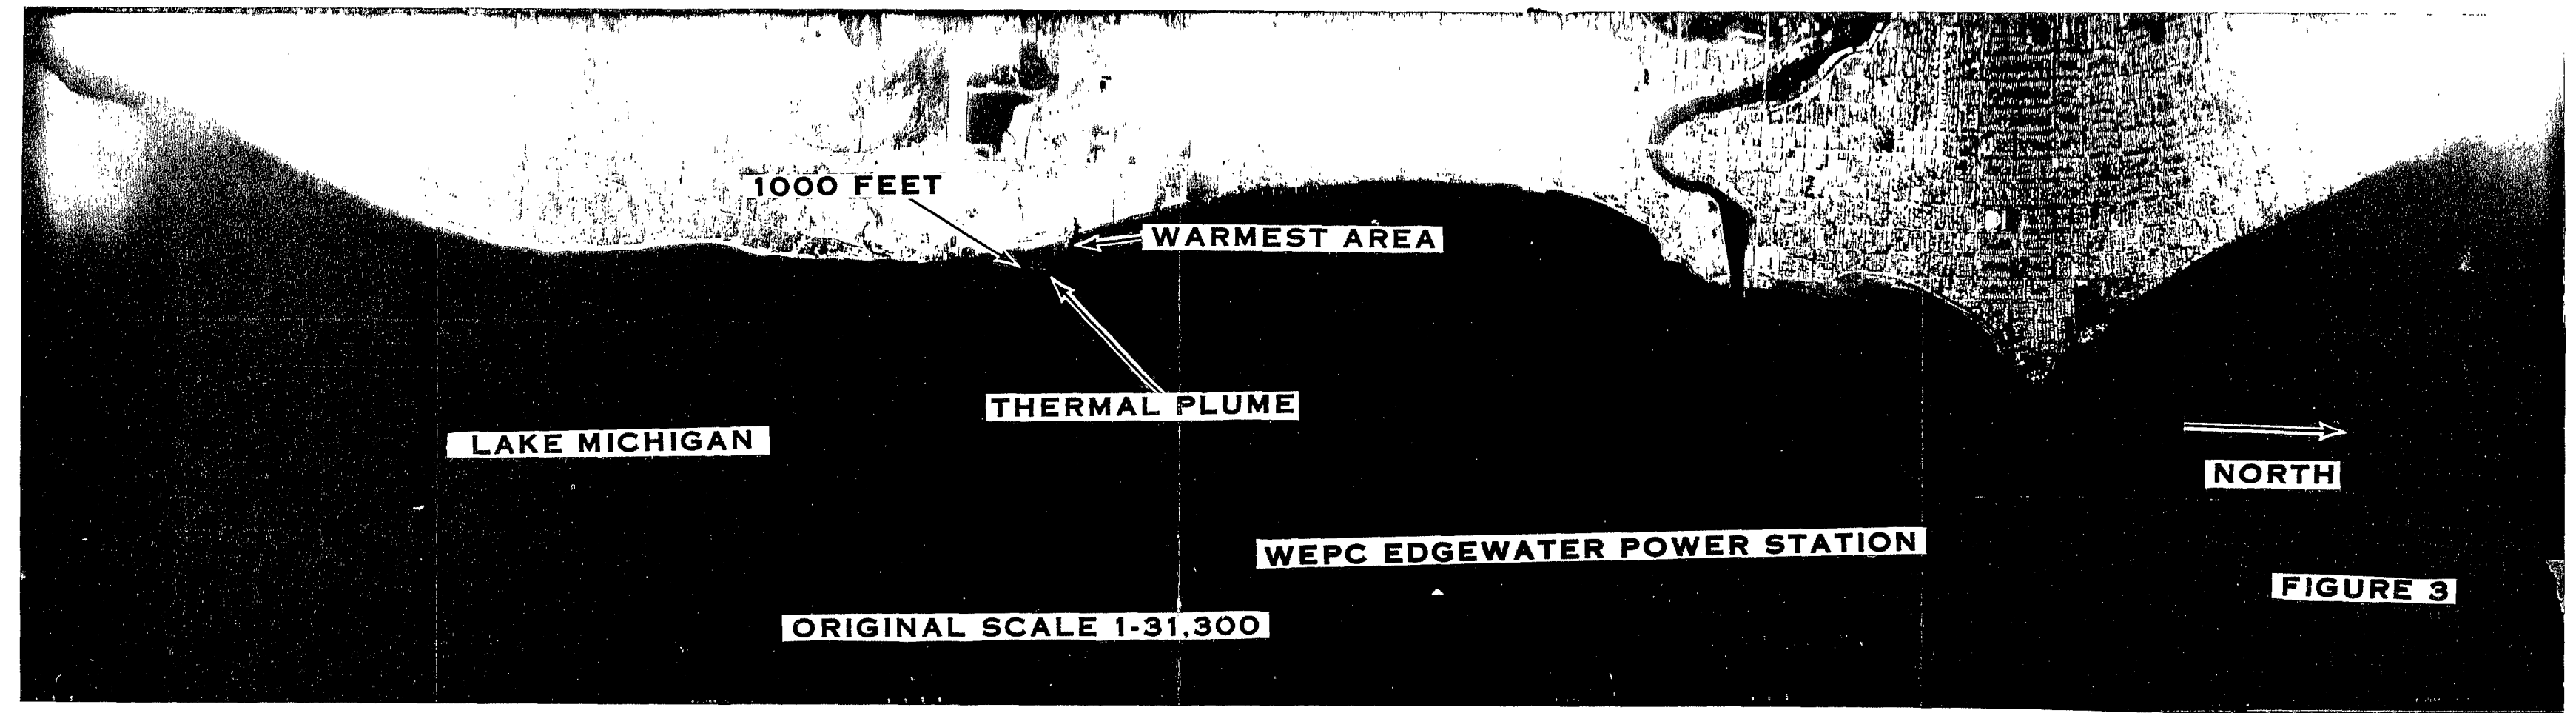 1000 FEET
WARMEST AREA
THERMAL PLUME
LAKE MICHIGAN
NORTH
WEPC EDGEWATER POWER STATION
FIGURE 3
ORIGINAL SCALE 1-31,300